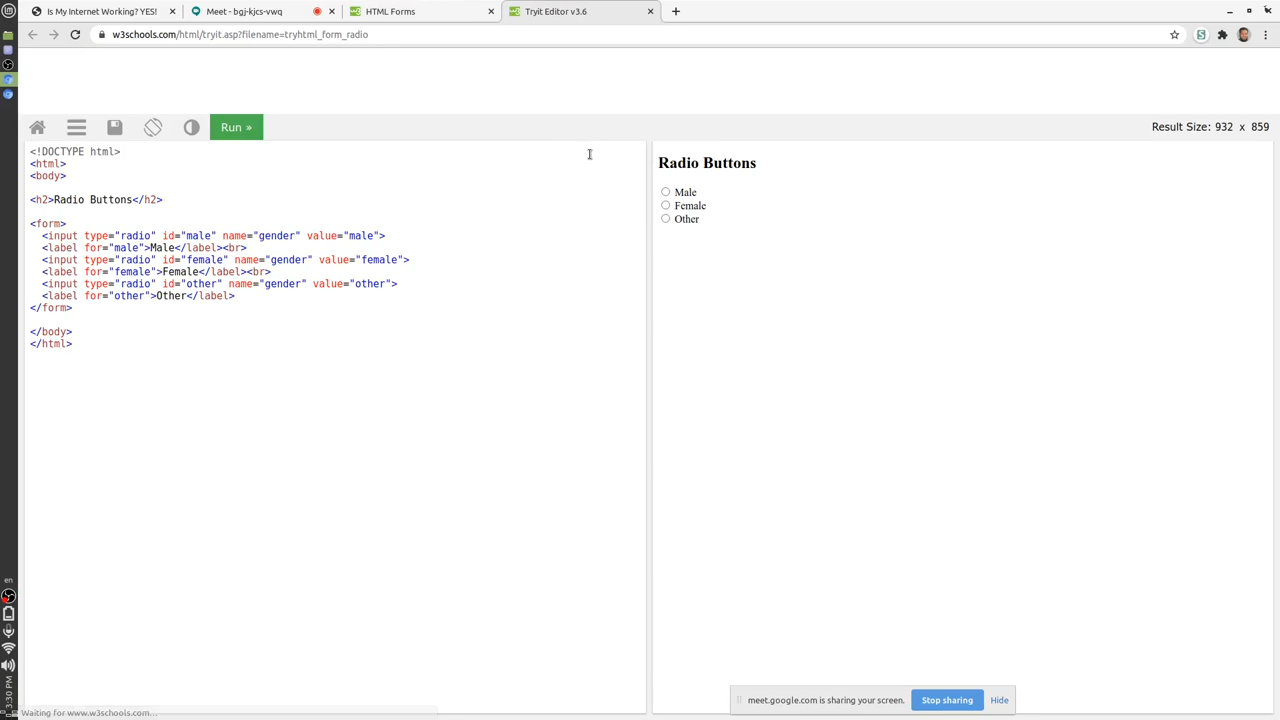 Is My Internet Working? YES!
Meet - bgj-kjcs-vwq
HTML Forms
Tryit Editor v3.6
w3schools.com/html/tryit.asp?filename=tryhtml_form_radio
Run »
Result Size: 932 x 859
<!DOCTYPE html>
<html>
<body>
<h2>Radio Buttons</h2>
<form>
<input type="radio" id="male" name="gender" value="male">
<label for="male">Male</label><br>
<input type="radio" id="female" name="gender" value="female">
<label for="female">Female</label><br>
<input type="radio" id="other" name="gender" value="other">
<label for="other">Other</label>
</form>
</body>
</html>
Radio Buttons
Male
Female
Other
en
3:30 PM
meet.google.com is sharing your screen.
Stop sharing
Hide
Waiting for www.w3schools.com...